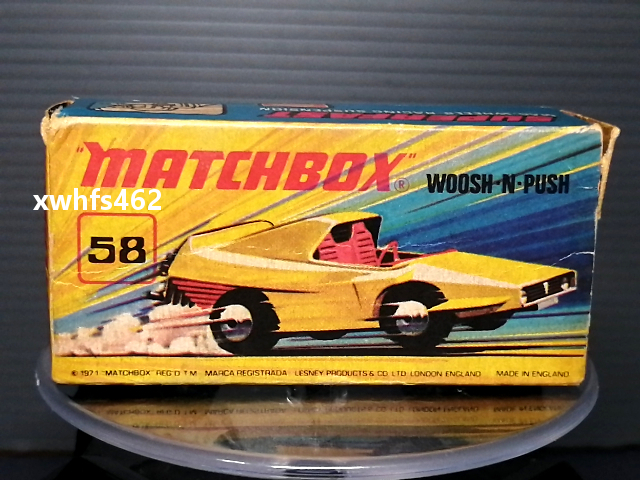 SUPERFAST
"MATCHBOX"®
WOOSH-N-PUSH
xwhfs462
58
© 1971 "MATCHBOX" REG'D T M MARCA REGISTRADA LESNEY PRODUCTS & CO LTD LONDON ENGLAND MADE IN ENGLAND